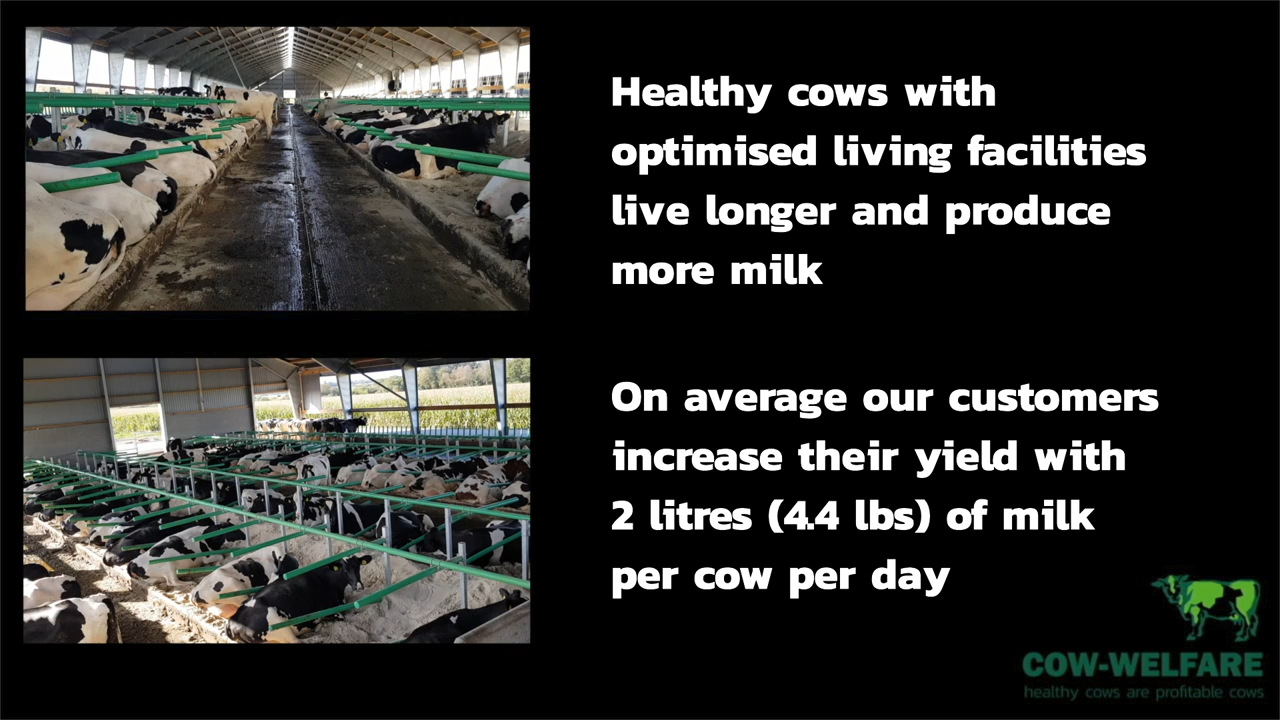 Healthy cows with
optimised living facilities
live longer and produce
more milk
On average our customers
increase their yield with
2 litres (4.4 lbs) of milk
per cow per day
COW-WELFARE
healthy cows are profitable cows